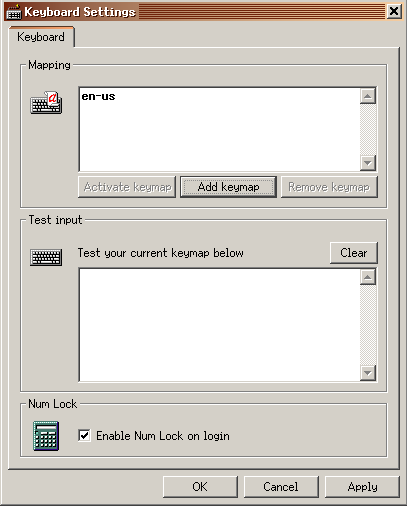 Keyboard Settings
Keyboard
Mapping
en-us
Activate keymap Add keymap Remove keymap
Test input
Test your current keymap below Clear
Num Lock
Enable Num Lock on login
OK Cancel Apply